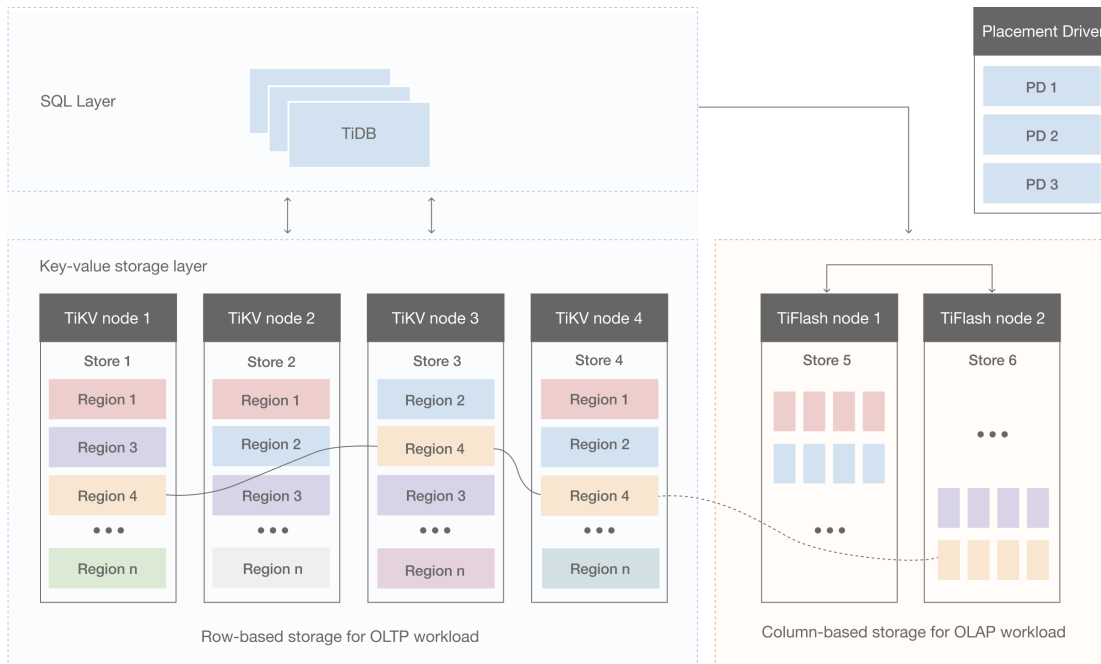 Placement Driver
PD 1
PD 2
PD 3
SQL Layer
TiDB
Key-value storage layer
TiKV node 1
Store 1
Region 1
Region 3
Region 4
•••
Region n
TiKV node 2
Store 2
Region 1
Region 2
Region 3
•••
Region n
TiKV node 3
Store 3
Region 2
Region 4
Region 3
•••
Region n
TiKV node 4
Store 4
Region 1
Region 2
Region 4
•••
Region n
Row-based storage for OLTP workload
TiFlash node 1
Store 5
•••
TiFlash node 2
Store 6
•••
Column-based storage for OLAP workload